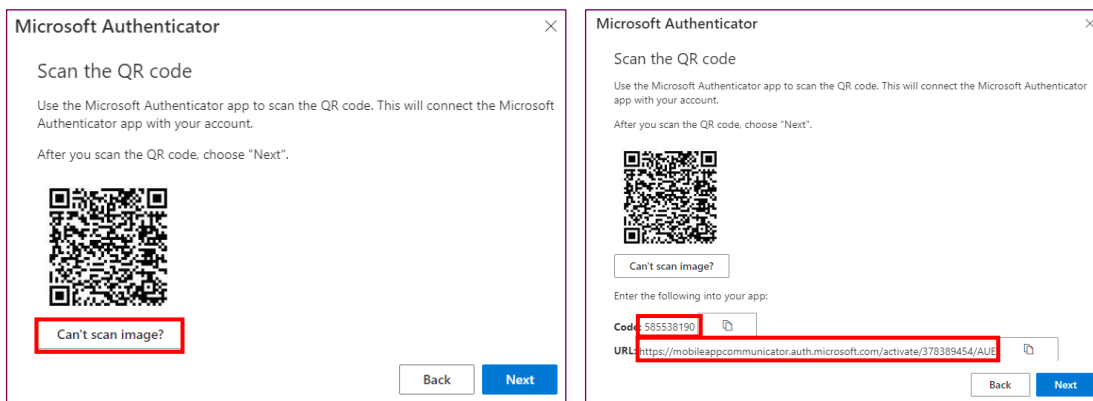 Microsoft Authenticator
Scan the QR code
Use the Microsoft Authenticator app to scan the QR code. This will connect the Microsoft
Authenticator app with your account.
After you scan the QR code, choose "Next".
Can't scan image?
Back
Next
Microsoft Authenticator
Scan the QR code
Use the Microsoft Authenticator app to scan the QR code. This will connect the Microsoft Authenticator
app with your account.
After you scan the QR code, choose "Next".
Can't scan image?
Enter the following into your app:
Code: 585538190
URL: https://mobileappcommunicator.auth.microsoft.com/activate/378389454/AUE
Back
Next